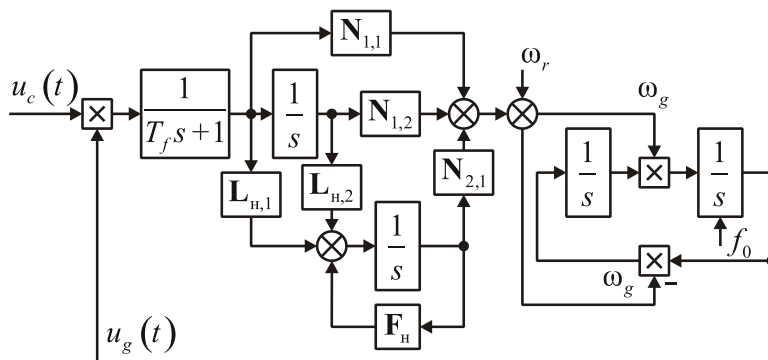 u_c(t)
×
1
T_f s+1
1
s
N_{1,1}
N_{1,2}
N_{2,1}
L_{н,1}
L_{н,2}
1
s
F_н
ω_r
ω_g
1
s
×
1
s
f_0
×
−
ω_g
u_g(t)